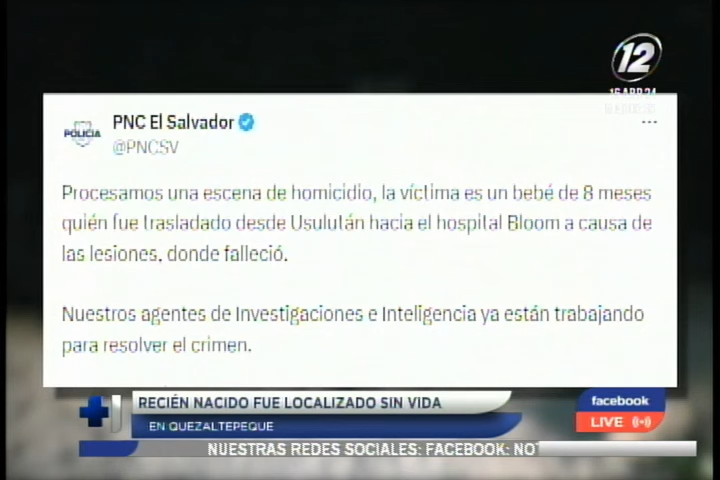 12
16 ABR 24
POLICÍA
PNC El Salvador
@PNCSV
Procesamos una escena de homicidio, la víctima es un bebé de 8 meses
quién fue trasladado desde Usulután hacia el hospital Bloom a causa de
las lesiones, donde falleció.
Nuestros agentes de Investigaciones e Inteligencia ya están trabajando
para resolver el crimen.
RECIÉN NACIDO FUE LOCALIZADO SIN VIDA
EN QUEZALTEPEQUE
facebook
LIVE
NUESTRAS REDES SOCIALES: FACEBOOK: NOT